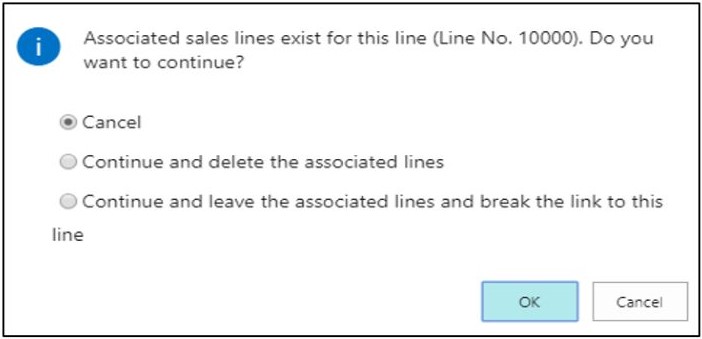 Associated sales lines exist for this line (Line No. 10000). Do you
want to continue?
Cancel
Continue and delete the associated lines
Continue and leave the associated lines and break the link to this
line
OK
Cancel